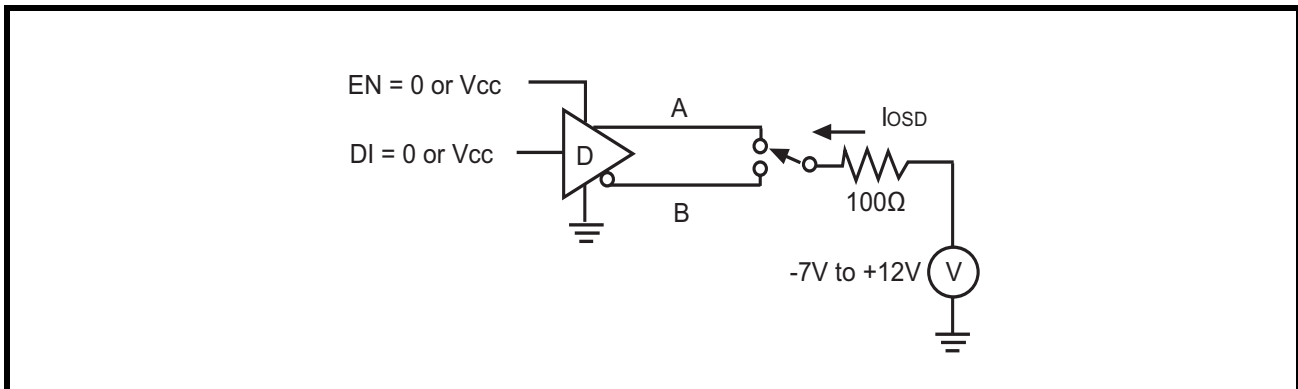 EN = 0 or Vcc
A
IOSD
DI = 0 or Vcc
D
100Ω
B
-7V to +12V
V